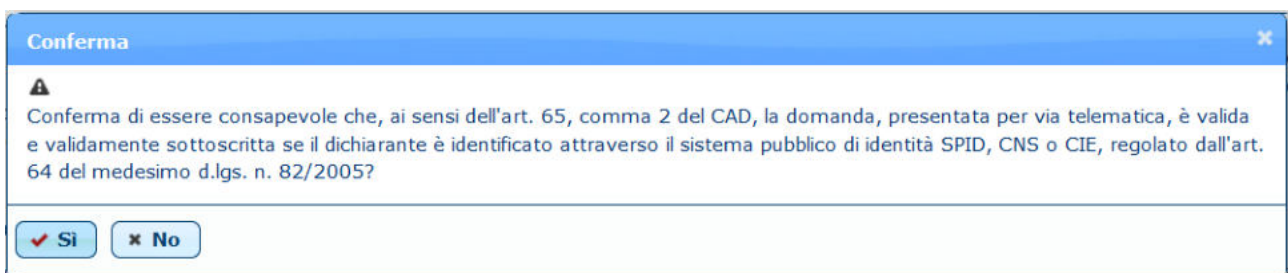 Conferma
Conferma di essere consapevole che, ai sensi dell'art. 65, comma 2 del CAD, la domanda, presentata per via telematica, è valida
e validamente sottoscritta se il dichiarante è identificato attraverso il sistema pubblico di identità SPID, CNS o CIE, regolato dall'art.
64 del medesimo d.lgs. n. 82/2005?
Sì No